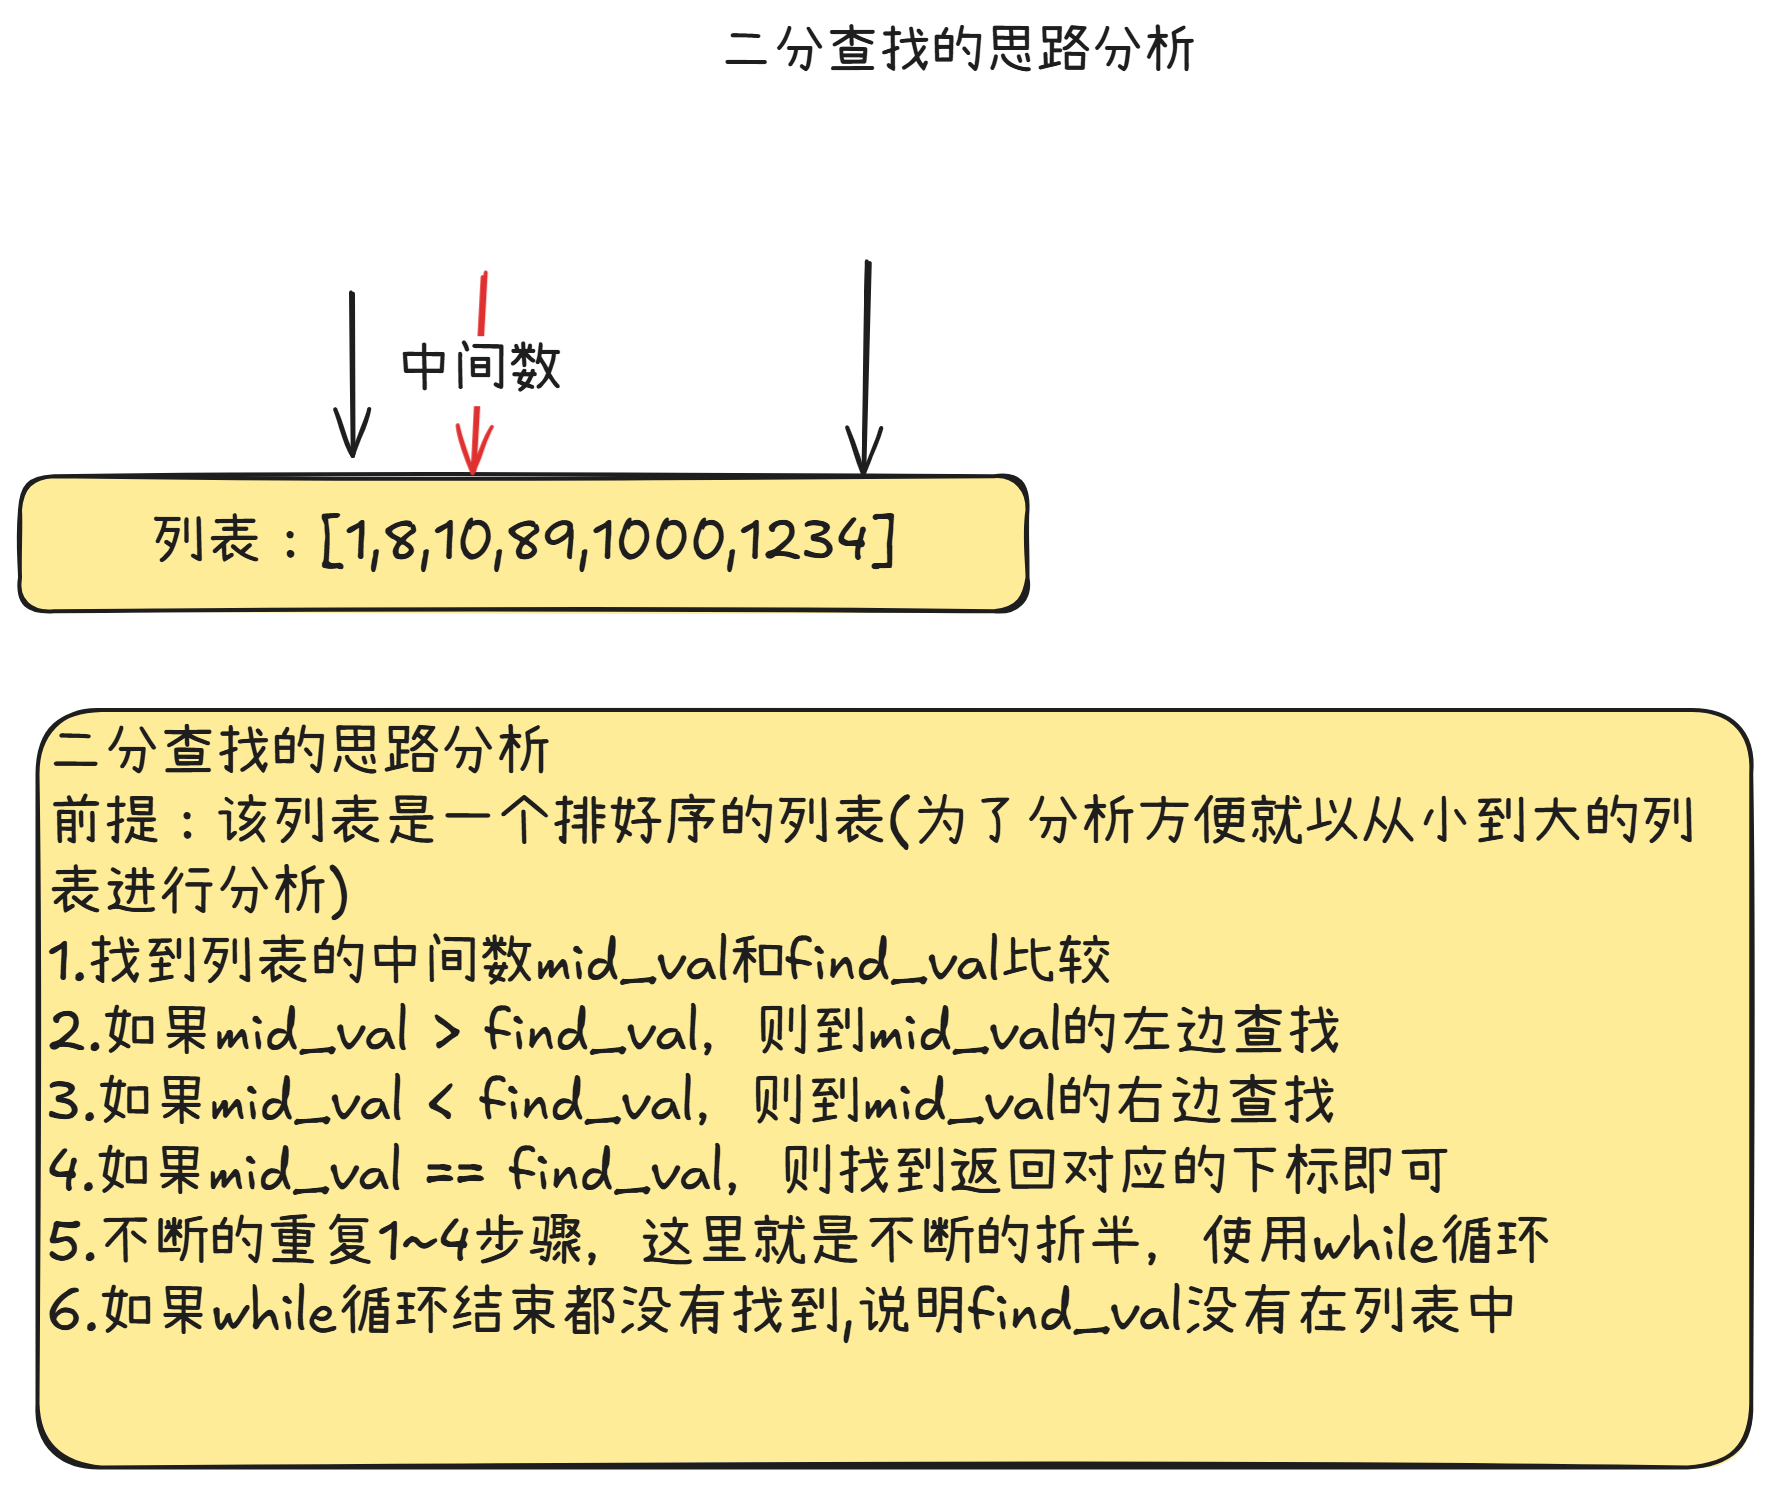 二分查找的思路分析
中间数
列表：[1,8,10,89,1000,1234]
二分查找的思路分析
前提：该列表是一个排好序的列表(为了分析方便就以从小到大的列
表进行分析)
1.找到列表的中间数mid_val和find_val比较
2.如果mid_val > find_val，则到mid_val的左边查找
3.如果mid_val < find_val，则到mid_val的右边查找
4.如果mid_val == find_val，则找到返回对应的下标即可
5.不断的重复1~4步骤，这里就是不断的折半，使用while循环
6.如果while循环结束都没有找到,说明find_val没有在列表中